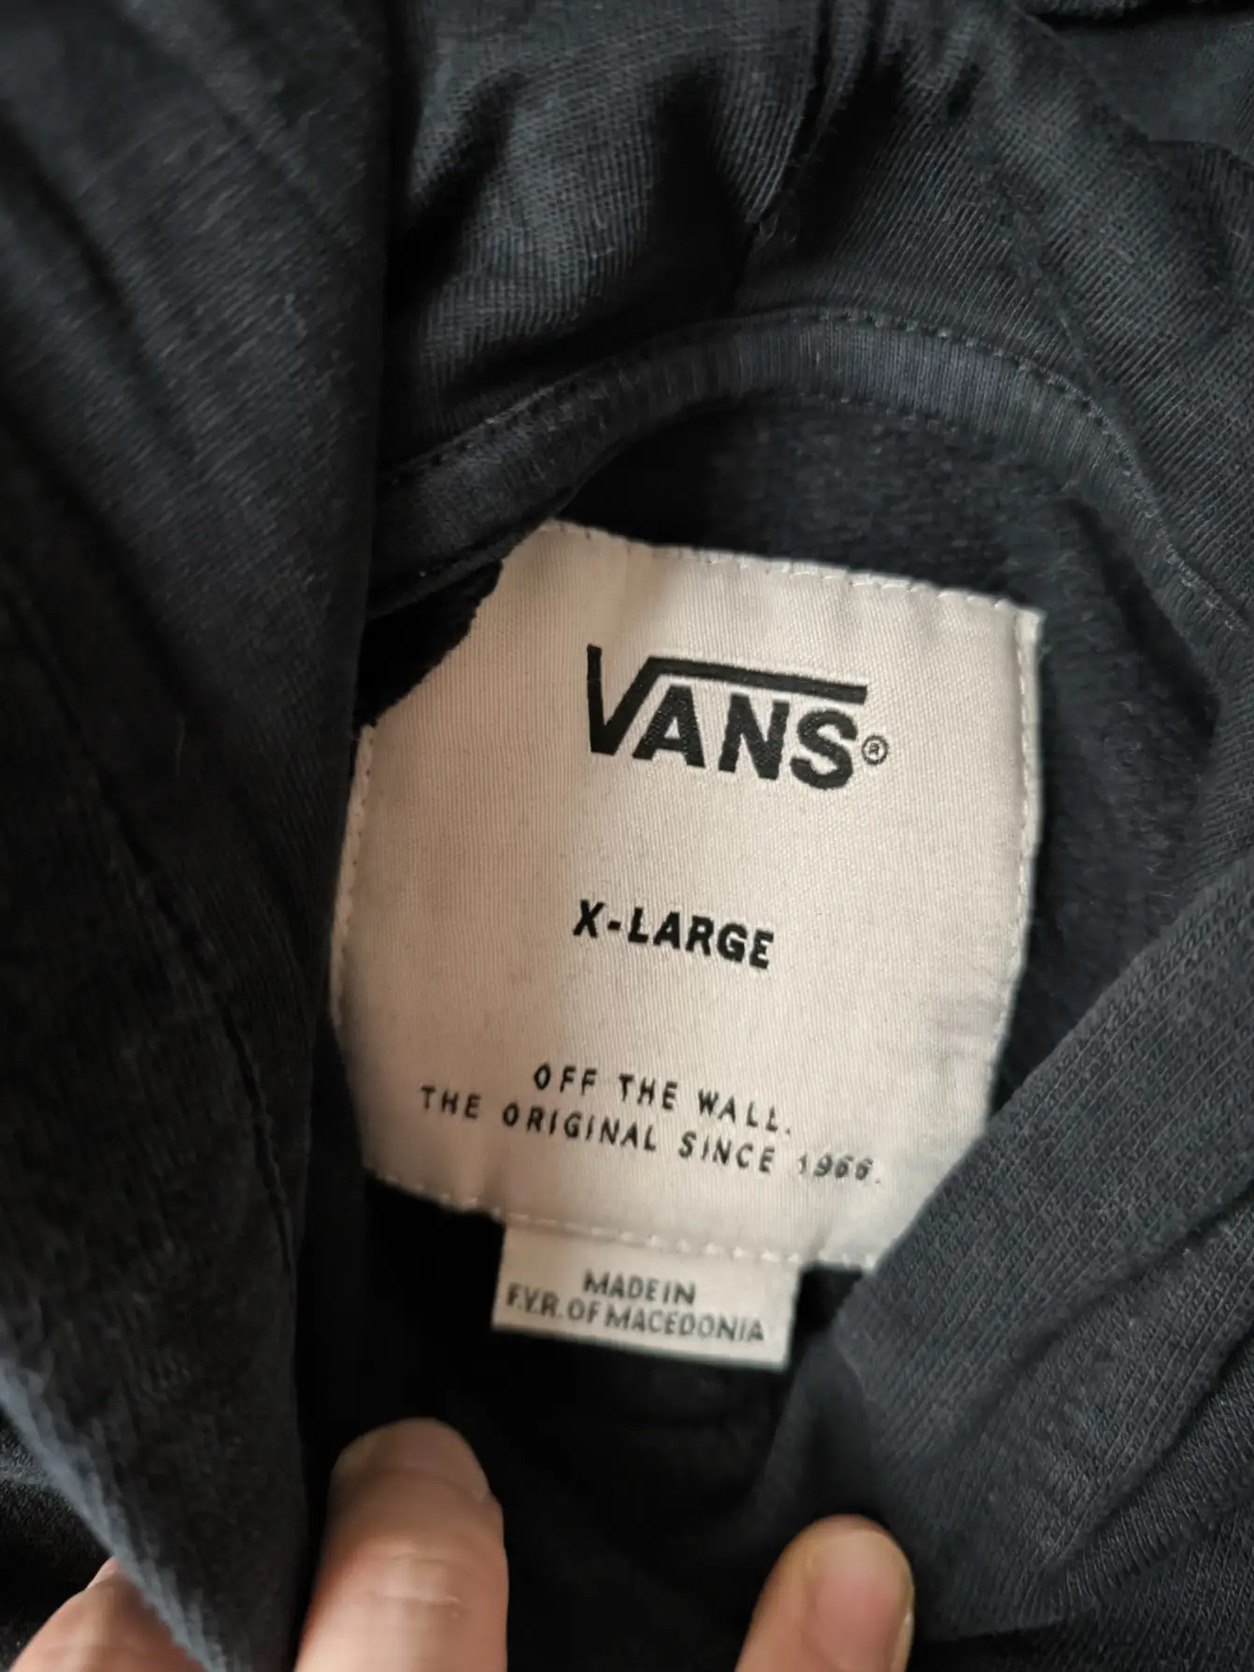 VANS®
X-LARGE
OFF THE WALL.
THE ORIGINAL SINCE 1966.
MADE IN
F.Y.R. OF MACEDONIA